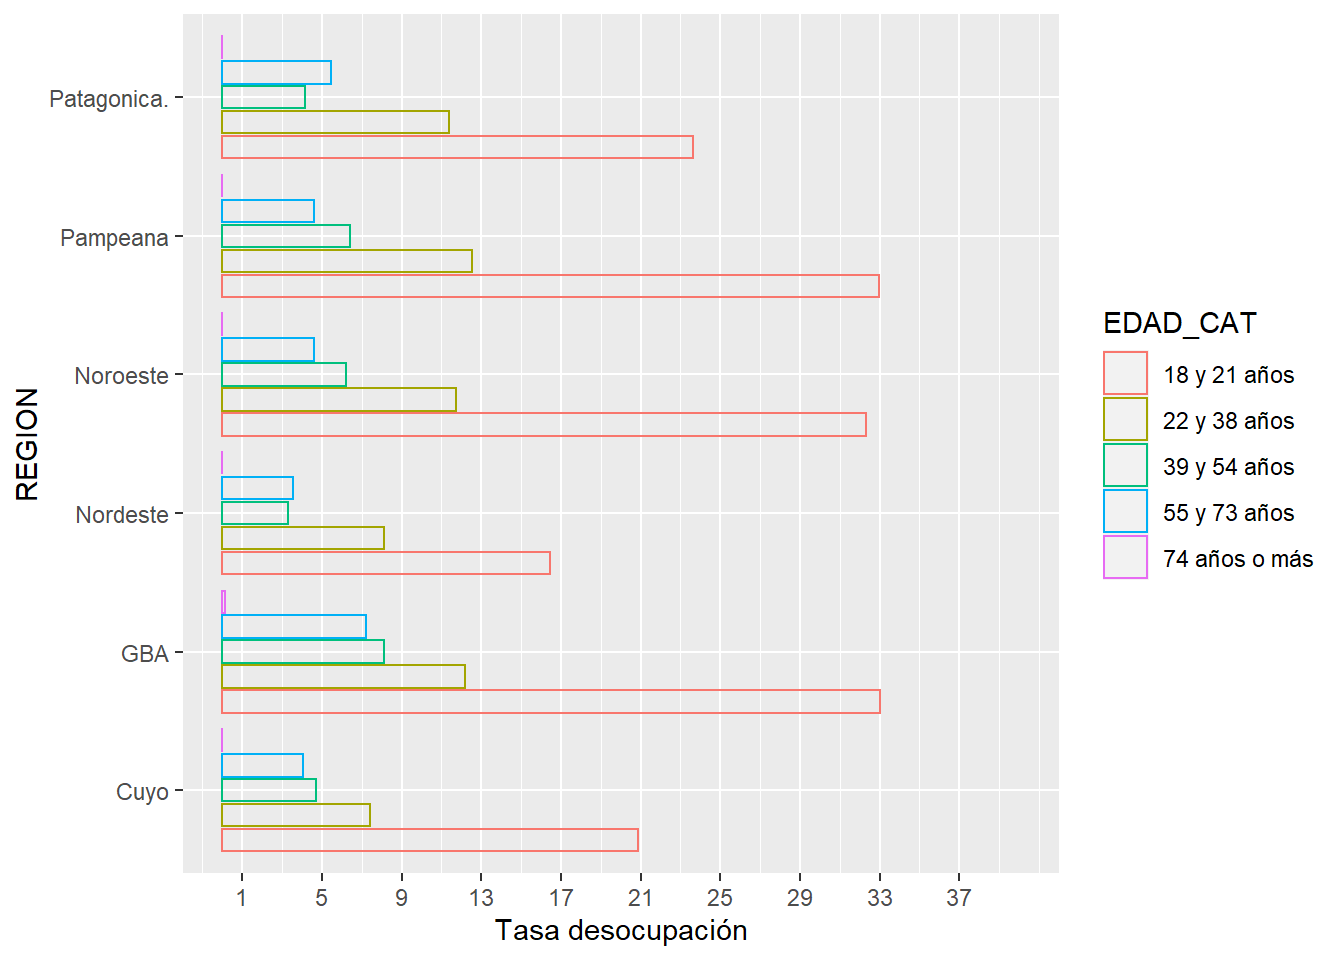 Patagonica.
Pampeana
Noroeste
Nordeste
GBA
Cuyo
REGION
1 5 9 13 17 21 25 29 33 37
Tasa desocupación
EDAD_CAT
18 y 21 años
22 y 38 años
39 y 54 años
55 y 73 años
74 años o más